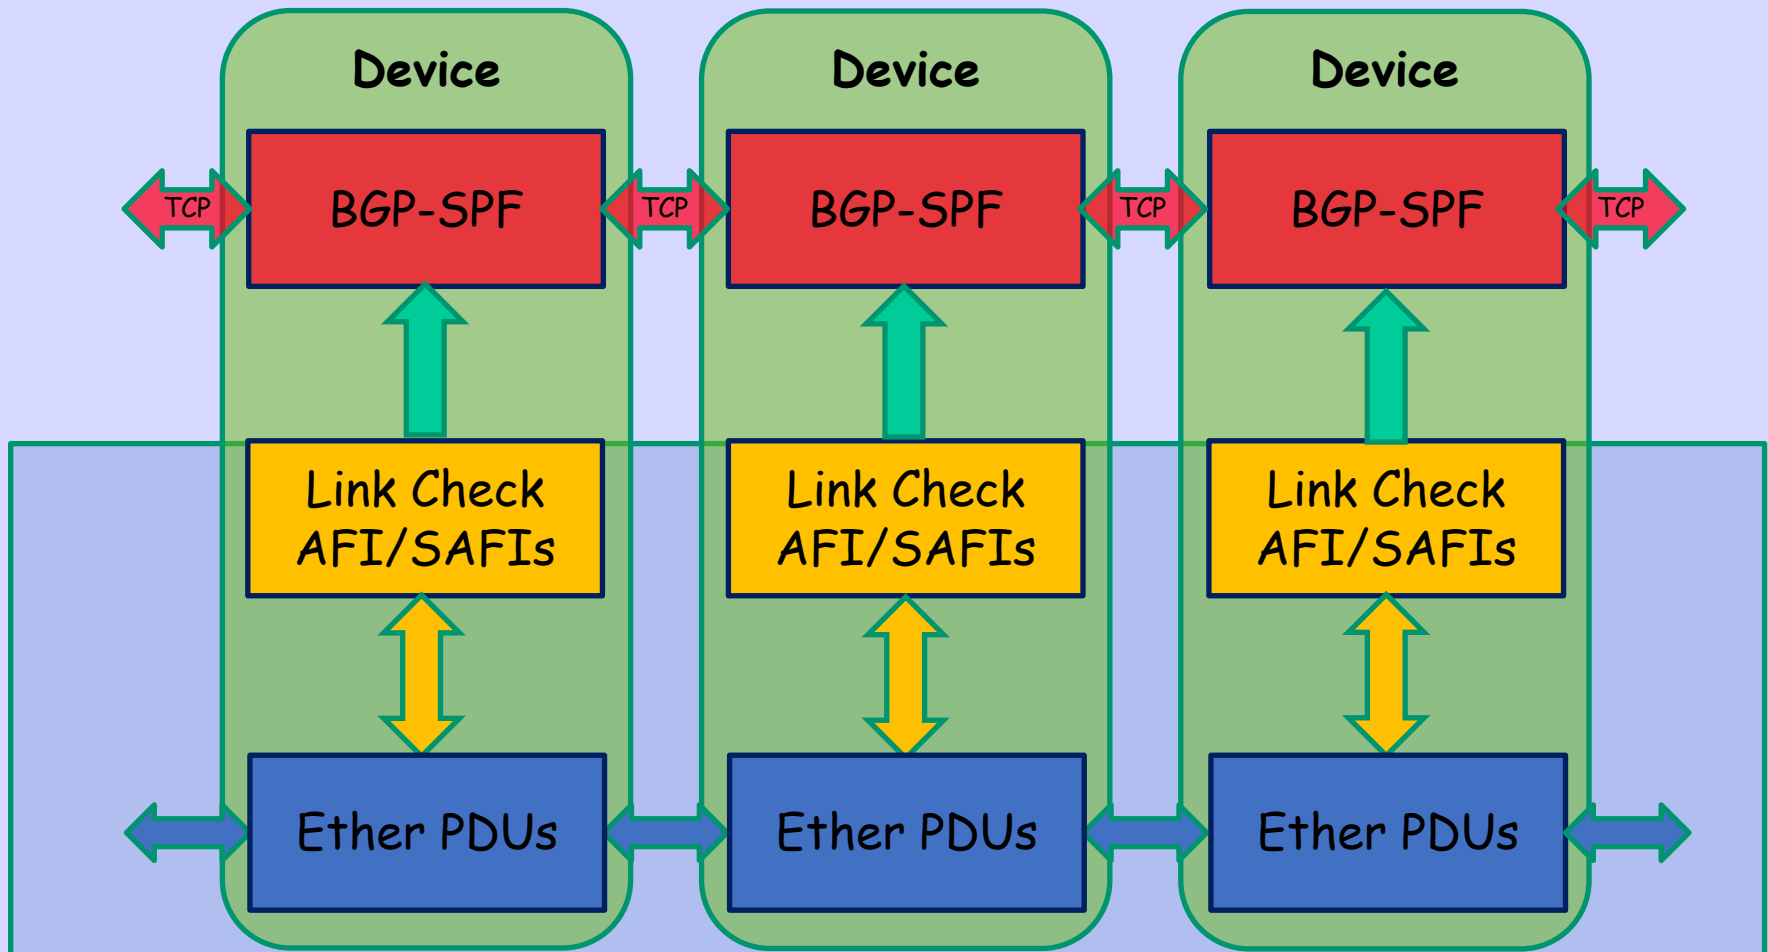 Device
Device
Device
TCP
BGP-SPF
TCP
BGP-SPF
TCP
BGP-SPF
TCP
Link Check
AFI/SAFIs
Link Check
AFI/SAFIs
Link Check
AFI/SAFIs
Ether PDUs
Ether PDUs
Ether PDUs